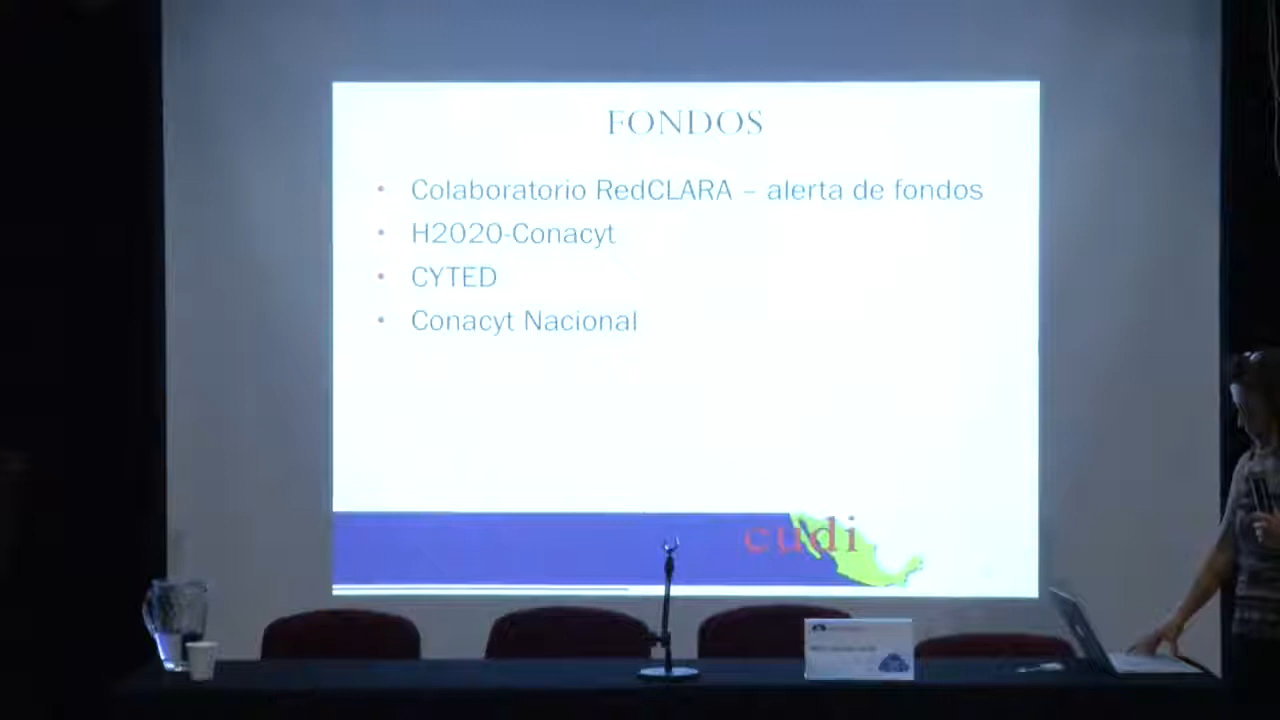 FONDOS
• Colaboratorio RedCLARA – alerta de fondos
• H2020-Conacyt
• CYTED
• Conacyt Nacional
cudi